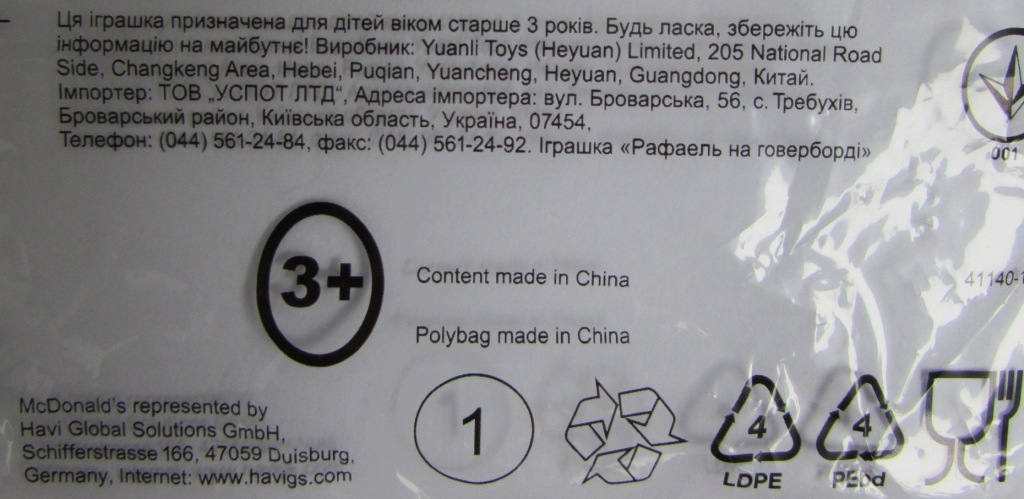 Ця іграшка призначена для дітей віком старше 3 років. Будь ласка, збережіть цю
інформацію на майбутнє! Виробник: Yuanli Toys (Heyuan) Limited, 205 National Road
Side, Changkeng Area, Hebei, Puqian, Yuancheng, Heyuan, Guangdong, Китай.
Імпортер: ТОВ „УСПОТ ЛТД“, Адреса імпортера: вул. Броварська, 56, с. Требухів,
Броварський район, Київська область, Україна, 07454,
Телефон: (044) 561-24-84, факс: (044) 561-24-92. Іграшка «Рафаель на говерборді»
001
3+
Content made in China
41140-
Polybag made in China
McDonald's represented by
Havi Global Solutions GmbH,
Schifferstrasse 166, 47059 Duisburg,
Germany, Internet: www.havigs.com
1
4
LDPE
4